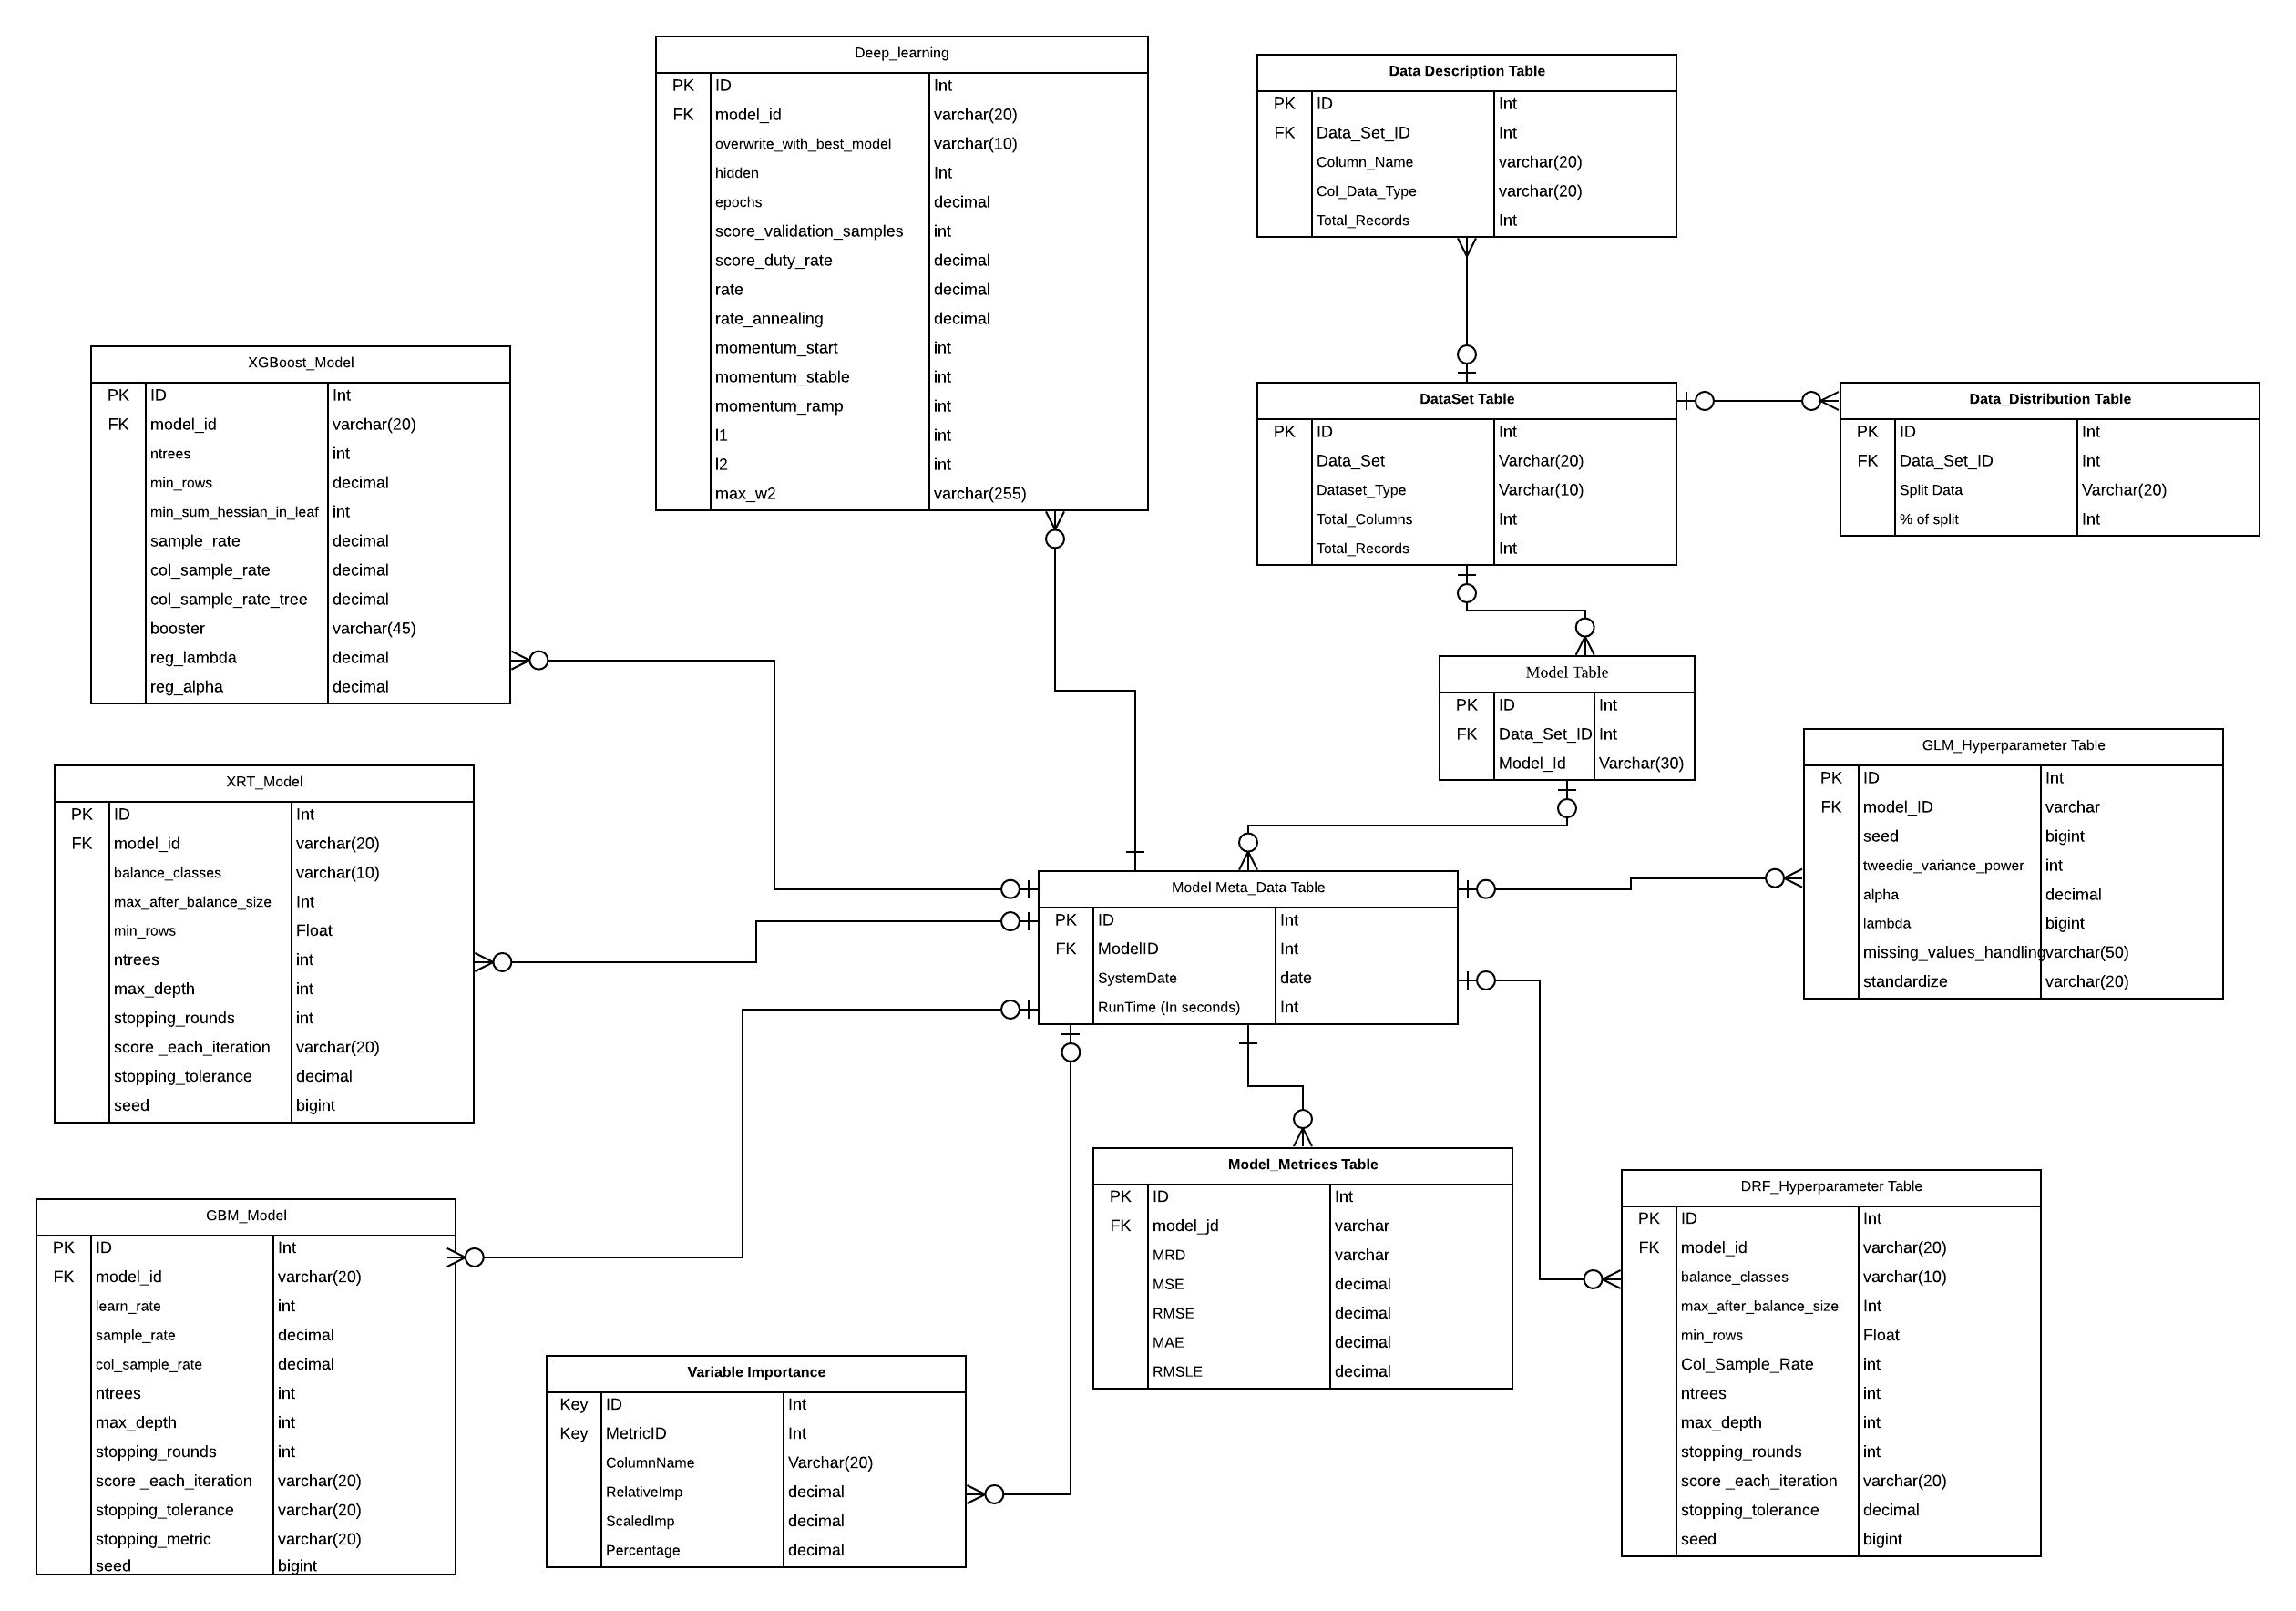 Deep_learning
PK ID Int
FK model_id varchar(20)
overwrite_with_best_model varchar(10)
hidden Int
epochs decimal
score_validation_samples int
score_duty_rate decimal
rate decimal
rate_annealing decimal
momentum_start int
momentum_stable int
momentum_ramp int
l1 int
l2 int
max_w2 varchar(255)
Data Description Table
PK ID Int
FK Data_Set_ID Int
Column_Name varchar(20)
Col_Data_Type varchar(20)
Total_Records Int
XGBoost_Model
PK ID Int
FK model_id varchar(20)
ntrees int
min_rows decimal
min_sum_hessian_in_leaf int
sample_rate decimal
col_sample_rate decimal
col_sample_rate_tree decimal
booster varchar(45)
reg_lambda decimal
reg_alpha decimal
DataSet Table
PK ID Int
Data_Set Varchar(20)
Dataset_Type Varchar(10)
Total_Columns Int
Total_Records Int
Data_Distribution Table
PK ID Int
FK Data_Set_ID Int
Split Data Varchar(20)
% of split Int
Model Table
PK ID Int
FK Data_Set_ID Int
Model_Id Varchar(30)
GLM_Hyperparameter Table
PK ID Int
FK model_ID varchar
seed bigint
tweedie_variance_power int
alpha decimal
lambda bigint
missing_values_handling varchar(50)
standardize varchar(20)
XRT_Model
PK ID Int
FK model_id varchar(20)
balance_classes varchar(10)
max_after_balance_size Int
min_rows Float
ntrees int
max_depth int
stopping_rounds int
score _each_iteration varchar(20)
stopping_tolerance decimal
seed bigint
Model Meta_Data Table
PK ID Int
FK ModelID Int
SystemDate date
RunTime (In seconds) Int
Model_Metrices Table
PK ID Int
FK model_jd varchar
MRD varchar
MSE decimal
RMSE decimal
MAE decimal
RMSLE decimal
DRF_Hyperparameter Table
PK ID Int
FK model_id varchar(20)
balance_classes varchar(10)
max_after_balance_size Int
min_rows Float
Col_Sample_Rate int
ntrees int
max_depth int
stopping_rounds int
score _each_iteration varchar(20)
stopping_tolerance decimal
seed bigint
GBM_Model
PK ID Int
FK model_id varchar(20)
learn_rate int
sample_rate decimal
col_sample_rate decimal
ntrees int
max_depth int
stopping_rounds int
score _each_iteration varchar(20)
stopping_tolerance varchar(20)
stopping_metric varchar(20)
seed bigint
Variable Importance
Key ID Int
Key MetricID Int
ColumnName Varchar(20)
RelativeImp decimal
ScaledImp decimal
Percentage decimal